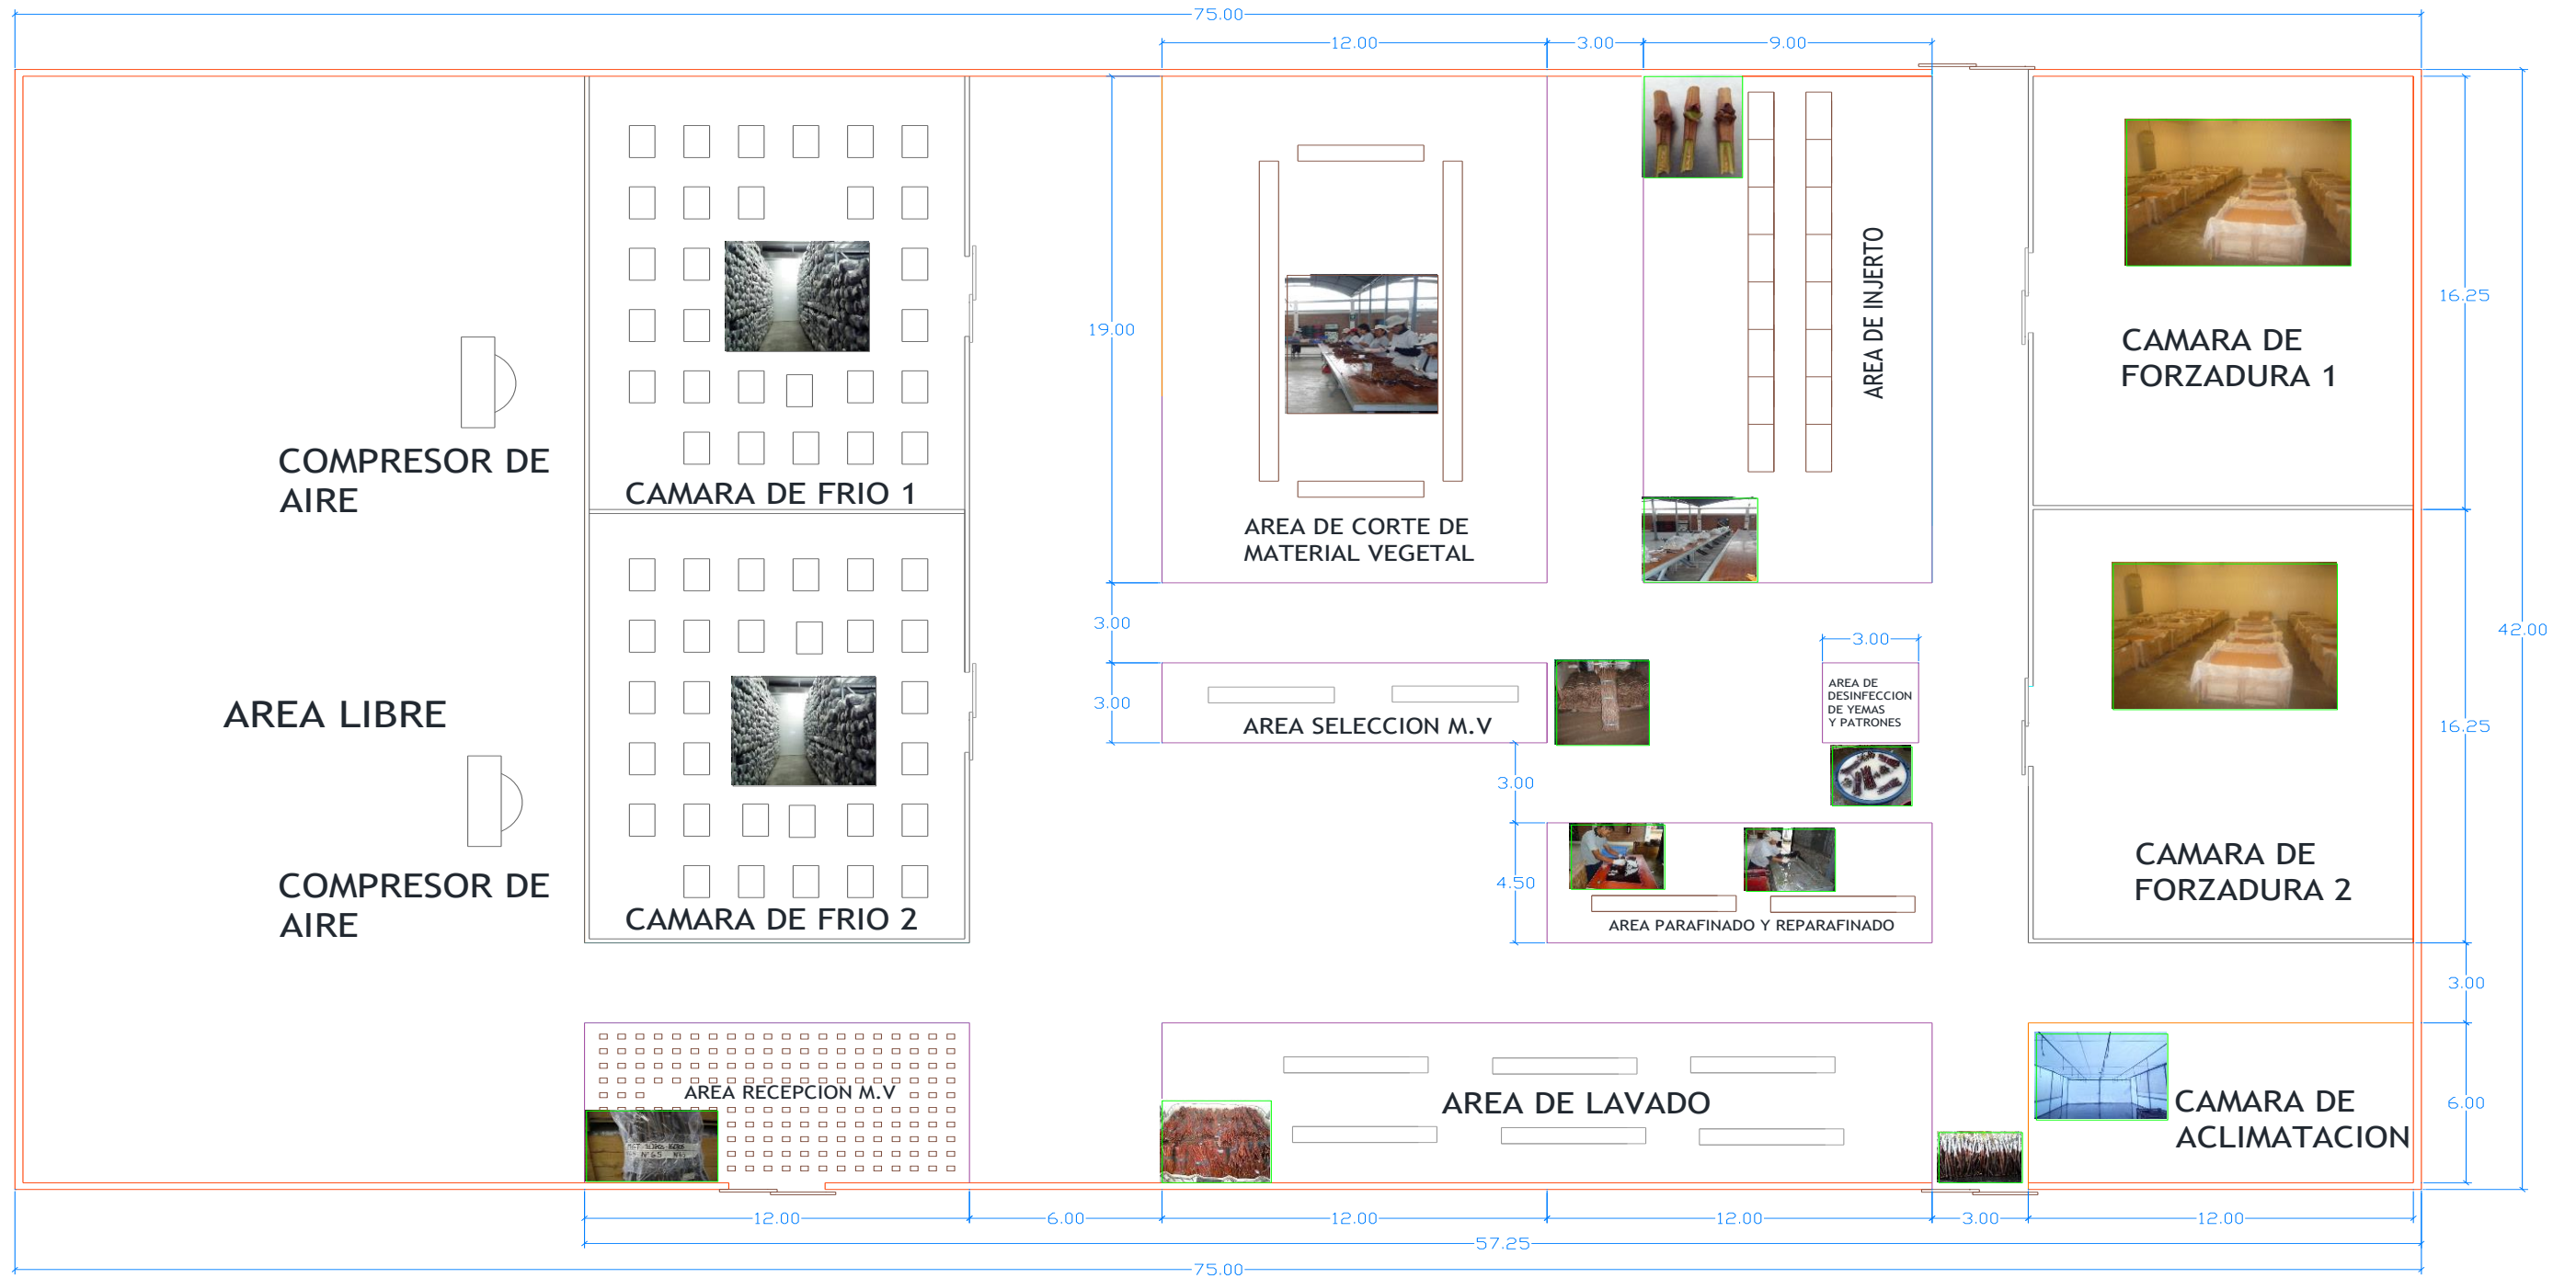 75.00
12.00
3.00
9.00
19.00
16.25
AREA DE INJERTO
CAMARA DE
FORZADURA 1
COMPRESOR DE
AIRE
CAMARA DE FRIO 1
AREA DE CORTE DE
MATERIAL VEGETAL
3.00
3.00
42.00
AREA DE
DESINFECCION
DE YEMAS
Y PATRONES
3.00
AREA LIBRE
AREA SELECCION M.V
16.25
3.00
CAMARA DE
FORZADURA 2
COMPRESOR DE
AIRE
CAMARA DE FRIO 2
4.50
AREA PARAFINADO Y REPARAFINADO
3.00
AREA RECEPCION M.V
AREA DE LAVADO
CAMARA DE
ACLIMATACION
6.00
12.00
6.00
12.00
12.00
3.00
12.00
57.25
75.00